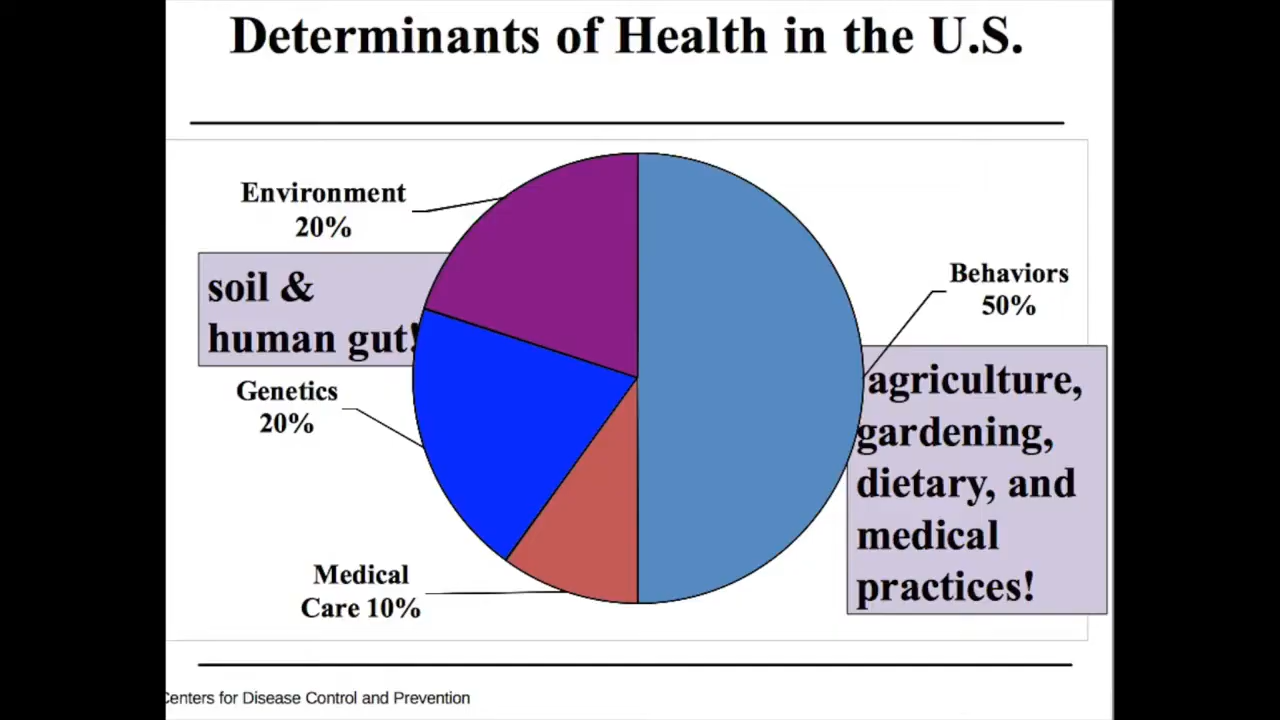 Determinants of Health in the U.S.
Environment
20%
soil &
human gut!
Genetics
20%
Medical
Care 10%
Behaviors
50%
agriculture,
gardening,
dietary, and
medical
practices!
Centers for Disease Control and Prevention